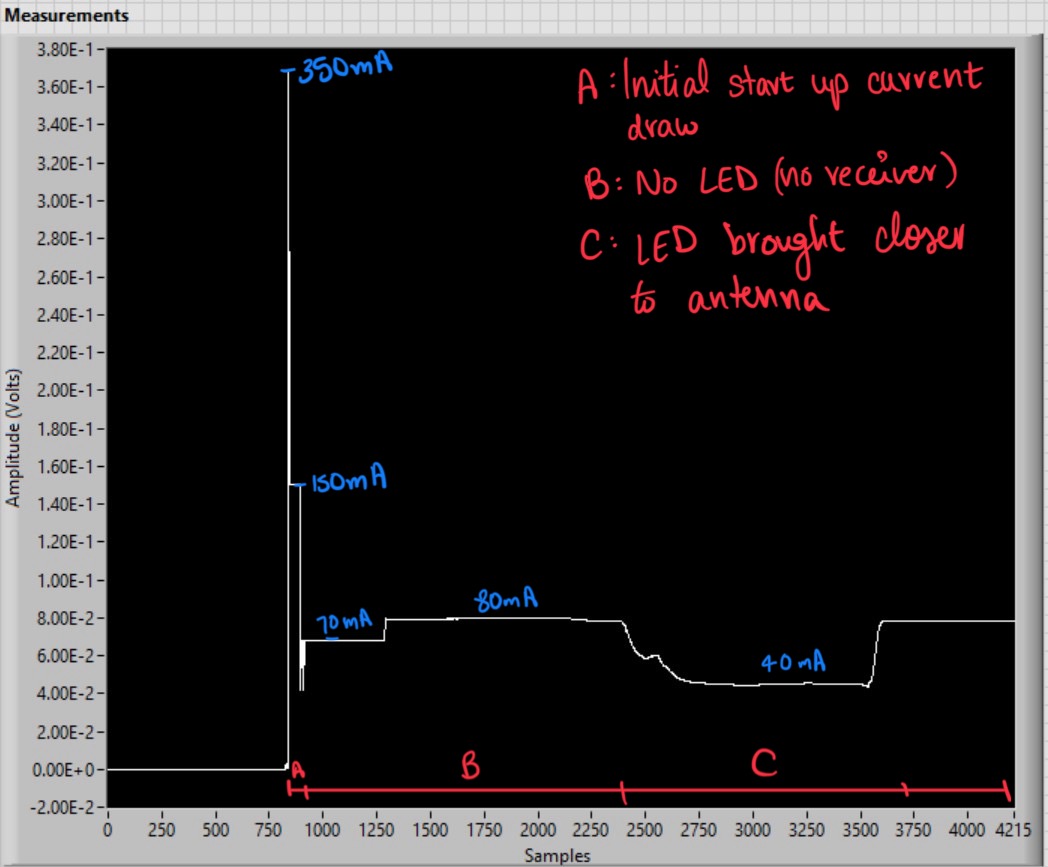 Measurements
3.80E-1
3.60E-1
3.40E-1
3.20E-1
3.00E-1
2.80E-1
2.60E-1
2.40E-1
2.20E-1
2.00E-1
1.80E-1
1.60E-1
1.40E-1
1.20E-1
1.00E-1
8.00E-2
6.00E-2
4.00E-2
2.00E-2
0.00E+0
-2.00E-2
Amplitude (Volts)
350mA
A: Initial start up current
draw
B: No LED (no receiver)
C: LED brought closer
to antenna
150mA
70mA
80mA
40mA
A
B
C
0 250 500 750 1000 1250 1500 1750 2000 2250 2500 2750 3000 3250 3500 3750 4000 4215
Samples